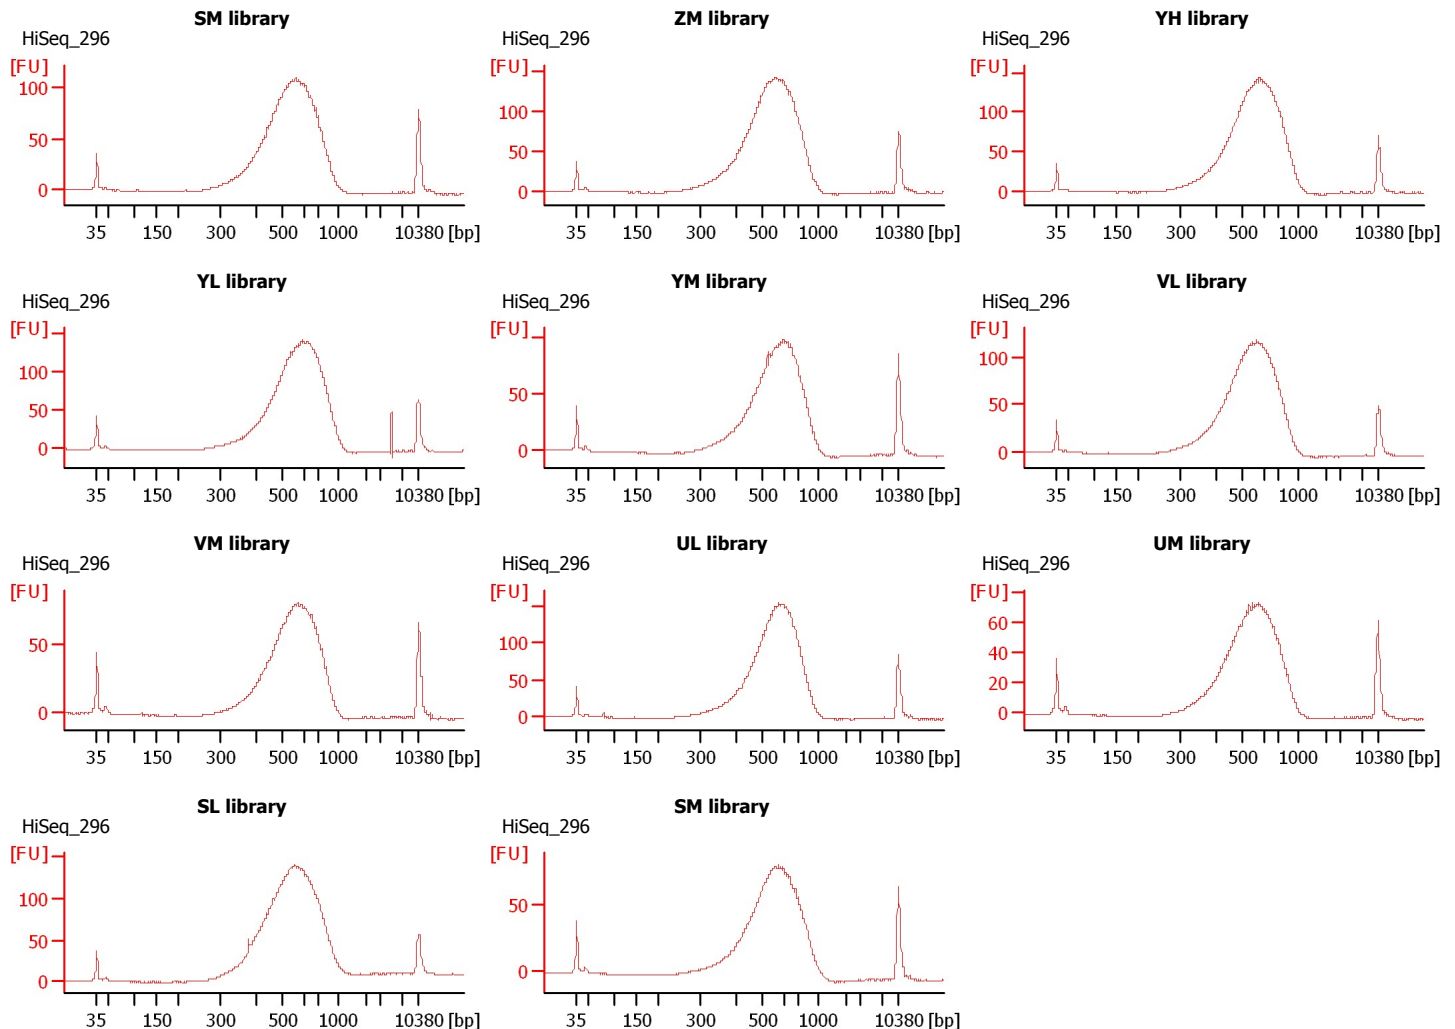 SM library
HiSeq_296
[FU]
100
50
0
35 150 300 500 1000 10380 [bp]
ZM library
HiSeq_296
[FU]
100
50
0
35 150 300 500 1000 10380 [bp]
YH library
HiSeq_296
[FU]
100
50
0
35 150 300 500 1000 10380 [bp]
YL library
HiSeq_296
[FU]
100
50
0
35 150 300 500 1000 10380 [bp]
YM library
HiSeq_296
[FU]
50
0
35 150 300 500 1000 10380 [bp]
VL library
HiSeq_296
[FU]
100
50
0
35 150 300 500 1000 10380 [bp]
VM library
HiSeq_296
[FU]
50
0
35 150 300 500 1000 10380 [bp]
UL library
HiSeq_296
[FU]
100
50
0
35 150 300 500 1000 10380 [bp]
UM library
HiSeq_296
[FU]
60
40
20
0
35 150 300 500 1000 10380 [bp]
SL library
HiSeq_296
[FU]
100
50
0
35 150 300 500 1000 10380 [bp]
SM library
HiSeq_296
[FU]
50
0
35 150 300 500 1000 10380 [bp]